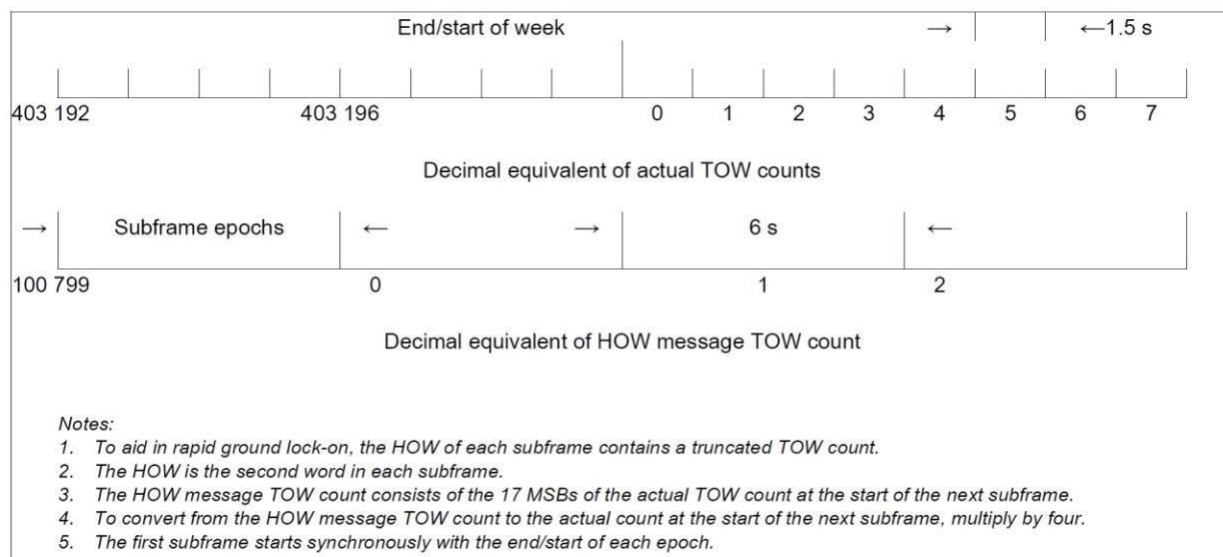 End/start of week → ←1.5 s
403 192 403 196 0 1 2 3 4 5 6 7
Decimal equivalent of actual TOW counts
→ Subframe epochs ← → 6 s ←
100 799 0 1 2
Decimal equivalent of HOW message TOW count
Notes:
1. To aid in rapid ground lock-on, the HOW of each subframe contains a truncated TOW count.
2. The HOW is the second word in each subframe.
3. The HOW message TOW count consists of the 17 MSBs of the actual TOW count at the start of the next subframe.
4. To convert from the HOW message TOW count to the actual count at the start of the next subframe, multiply by four.
5. The first subframe starts synchronously with the end/start of each epoch.